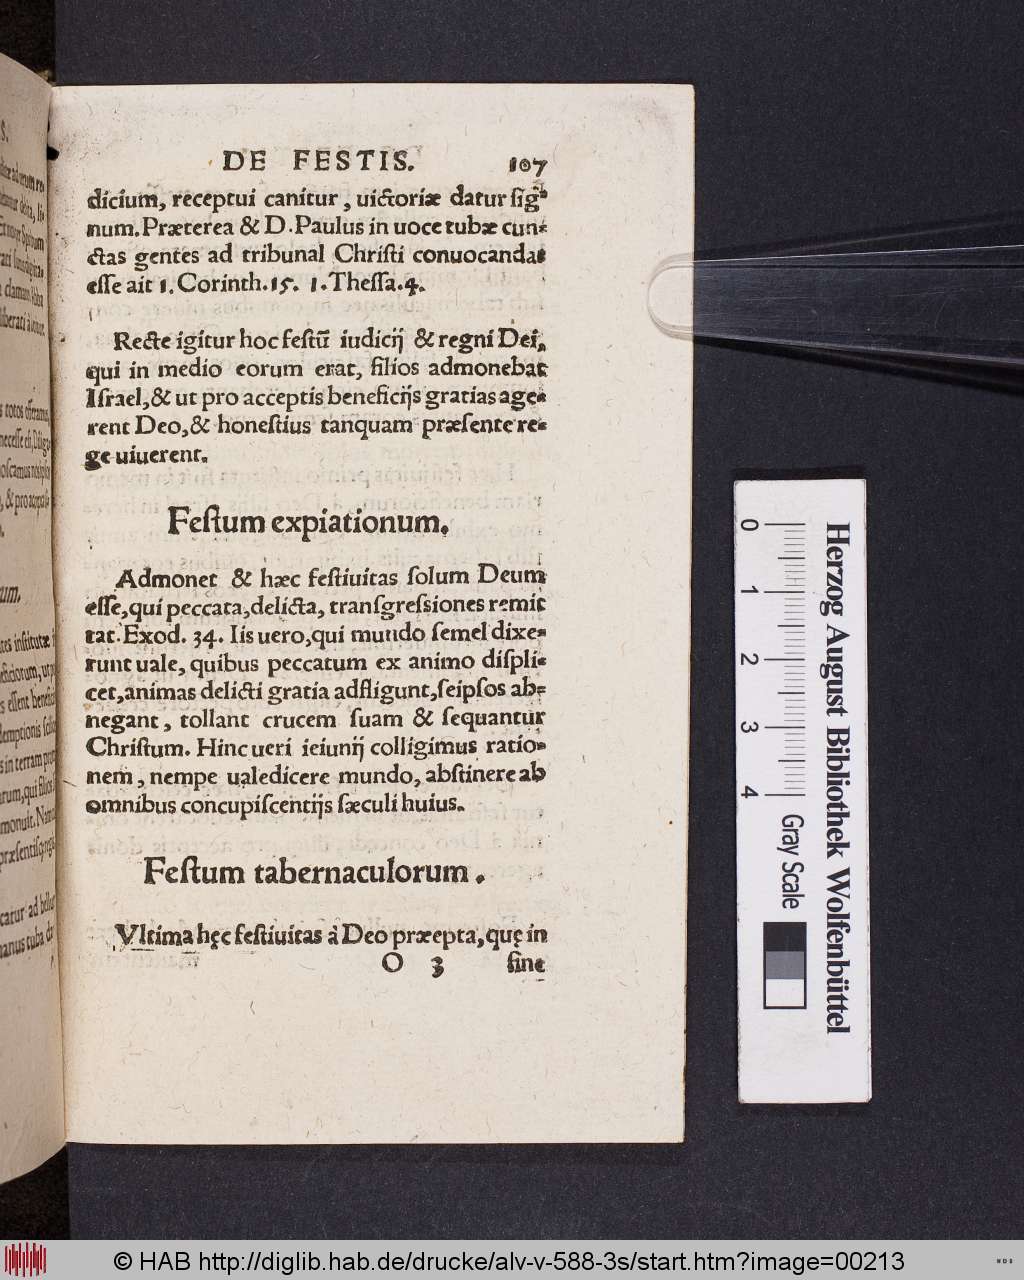 DE FESTIS. 107
dicium, receptui canitur, uictoriæ datur ſig-
num. Præterea & D. Paulus in uoce tubæ cun-
ctas gentes ad tribunal Chriſti conuocandas
eſſe ait 1. Corinth. 15. 1. Theſſa. 4.
Recte igitur hoc feſtū iudicij & regni Dei,
qui in medio eorum erat, filios admonebat
Iſrael, & ut pro acceptis beneficijs gratias age-
rent Deo, & honeſtius tanquam præſente re-
ge uiuerent.
Feſtum expiationum.
Admonet & hæc feſtiuitas ſolum Deum
eſſe, qui peccata, delicta, tranſgreſsiones remit
tat. Exod. 34. Iis uero, qui mundo ſemel dixe-
runt uale, quibus peccatum ex animo diſpli-
cet, animas delicti gratia adfligunt, ſeipſos ab-
negant, tollant crucem ſuam & ſequantur
Chriſtum. Hinc ueri ieiunij colligimus ratio-
nem, nempe ualedicere mundo, abſtinere ab
omnibus concupiſcentijs ſæculi huius.
Feſtum tabernaculorum.
Vltima hęc feſtiuitas à Deo præepta, quę in
O 3 ſine
Herzog August Bibliothek Wolfenbüttel
0 1 2 3 4 Gray Scale
© HAB http://diglib.hab.de/drucke/alv-v-588-3s/start.htm?image=00213